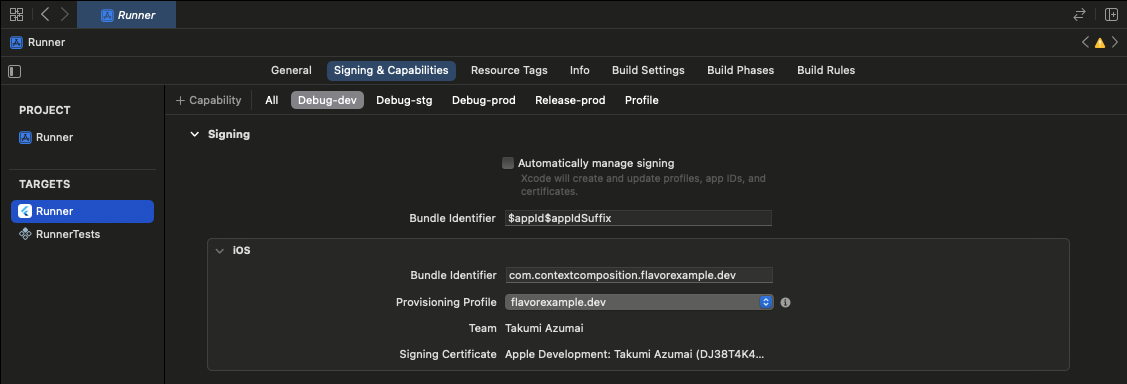 Runner
Runner
General Signing & Capabilities Resource Tags Info Build Settings Build Phases Build Rules
PROJECT
Runner
TARGETS
Runner
RunnerTests
+ Capability All Debug-dev Debug-stg Debug-prod Release-prod Profile
Signing
Automatically manage signing
Xcode will create and update profiles, app IDs, and
certificates.
Bundle Identifier $appId$appIdSuffix
iOS
Bundle Identifier com.contextcomposition.flavorexample.dev
Provisioning Profile flavorexample.dev
Team Takumi Azumai
Signing Certificate Apple Development: Takumi Azumai (DJ38T4K4...